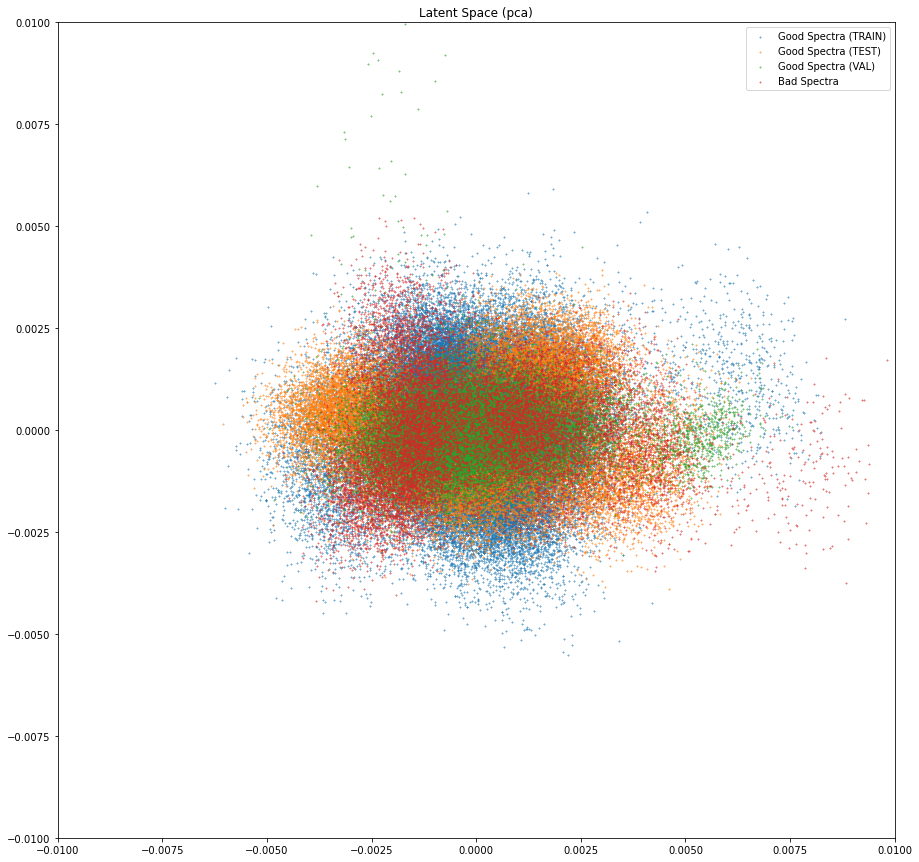 Latent Space (pca)
Good Spectra (TRAIN)
Good Spectra (TEST)
Good Spectra (VAL)
Bad Spectra
0.0100
0.0075
0.0050
0.0025
0.0000
−0.0025
−0.0050
−0.0075
−0.0100
−0.0100 −0.0075 −0.0050 −0.0025 0.0000 0.0025 0.0050 0.0075 0.0100